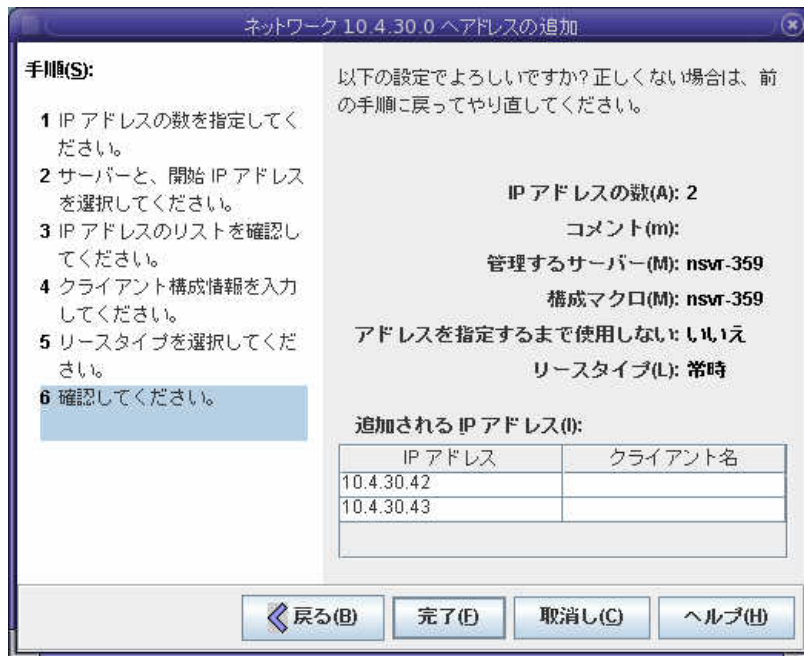 ネットワーク 10.4.30.0 へアドレスの追加
手順(S):
1 IP アドレスの数を指定してく
ださい。
2 サーバーと、開始 IP アドレス
を選択してください。
3 IP アドレスのリストを確認し
てください。
4 クライアント構成情報を入力
してください。
5 リースタイプを選択してくだ
さい。
6 確認してください。
以下の設定でよろしいですか? 正しくない場合は、前
の手順に戻ってやり直してください。
IP アドレスの数(A): 2
コメント(m):
管理するサーバー(M): nsvr-359
構成マクロ(M): nsvr-359
アドレスを指定するまで使用しない: いいえ
リースタイプ(L): 常時
追加される IP アドレス(I):
IP アドレス クライアント名
10.4.30.42
10.4.30.43
戻る(B) 完了(F) 取消し(C) ヘルプ(H)